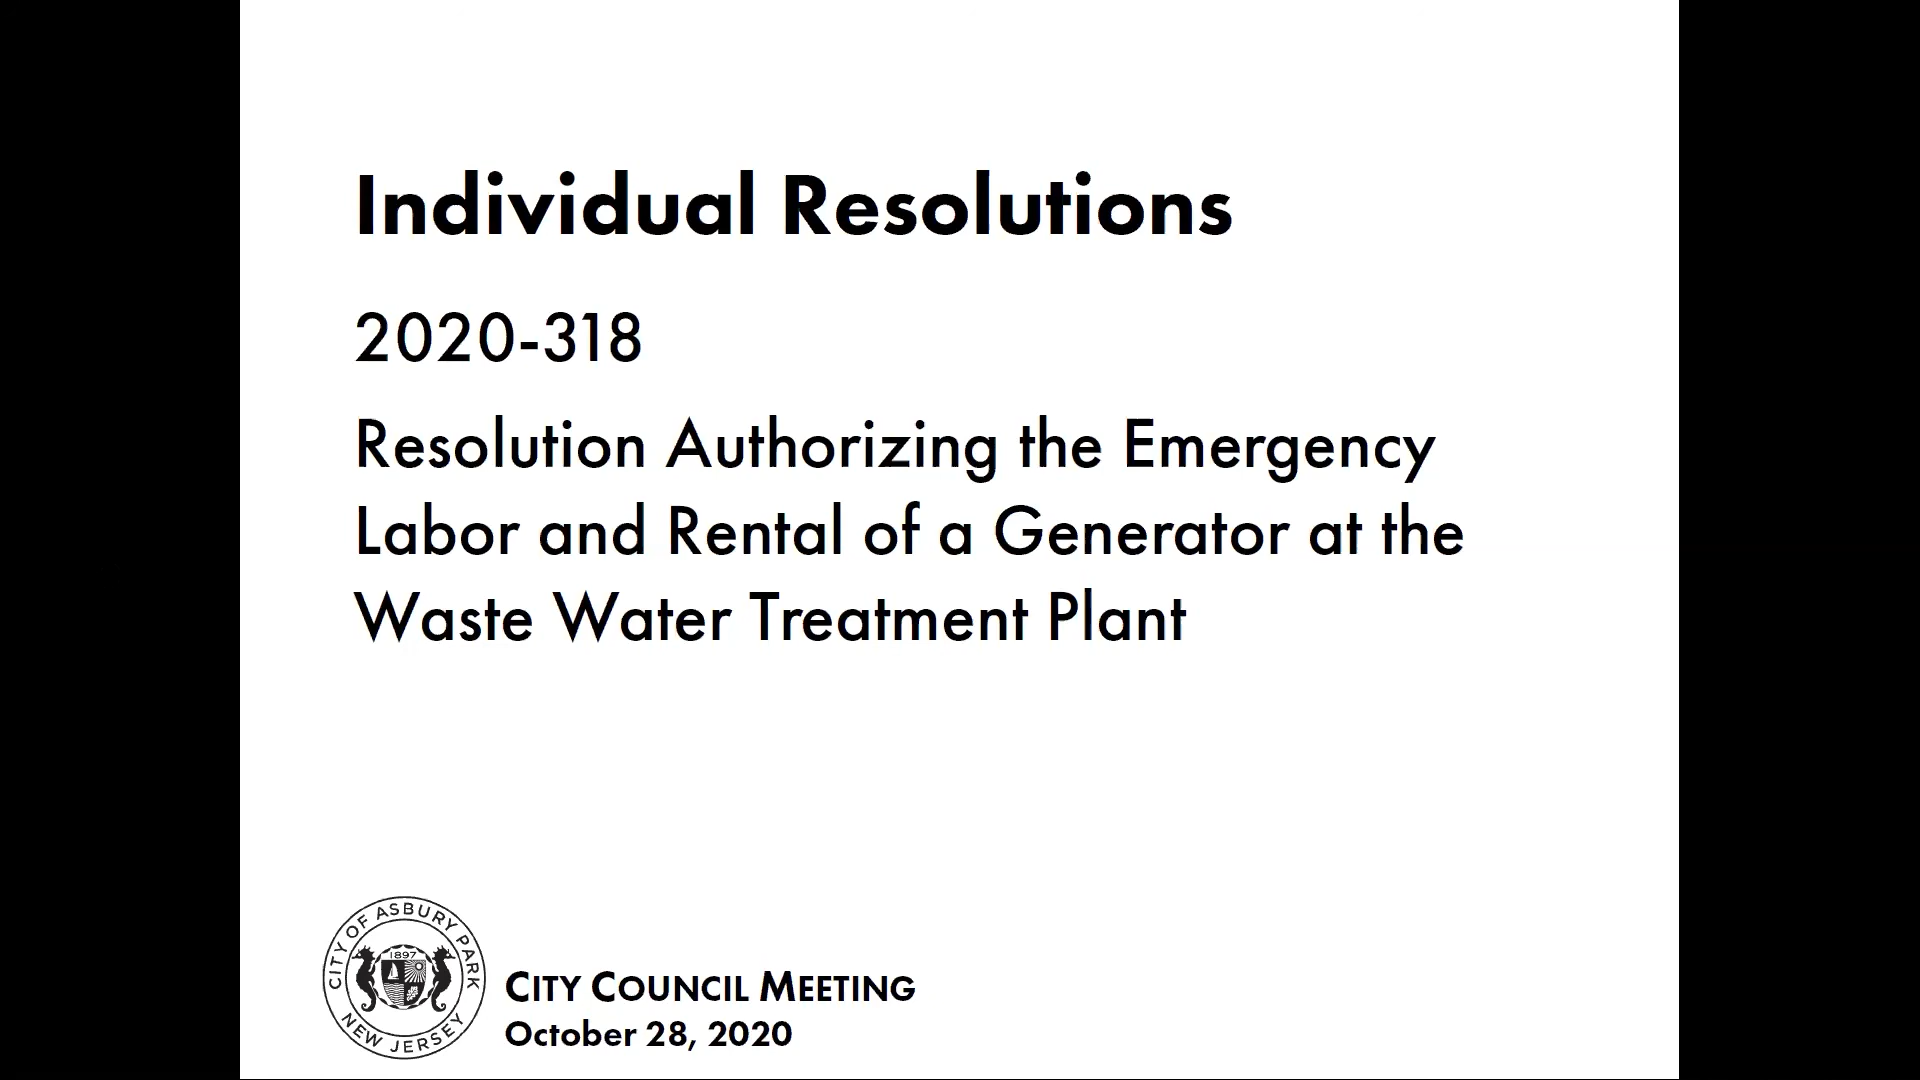 Individual Resolutions
2020-318
Resolution Authorizing the Emergency
Labor and Rental of a Generator at the
Waste Water Treatment Plant
CITY OF ASBURY PARK
1897
NEW JERSEY
CITY COUNCIL MEETING
October 28, 2020